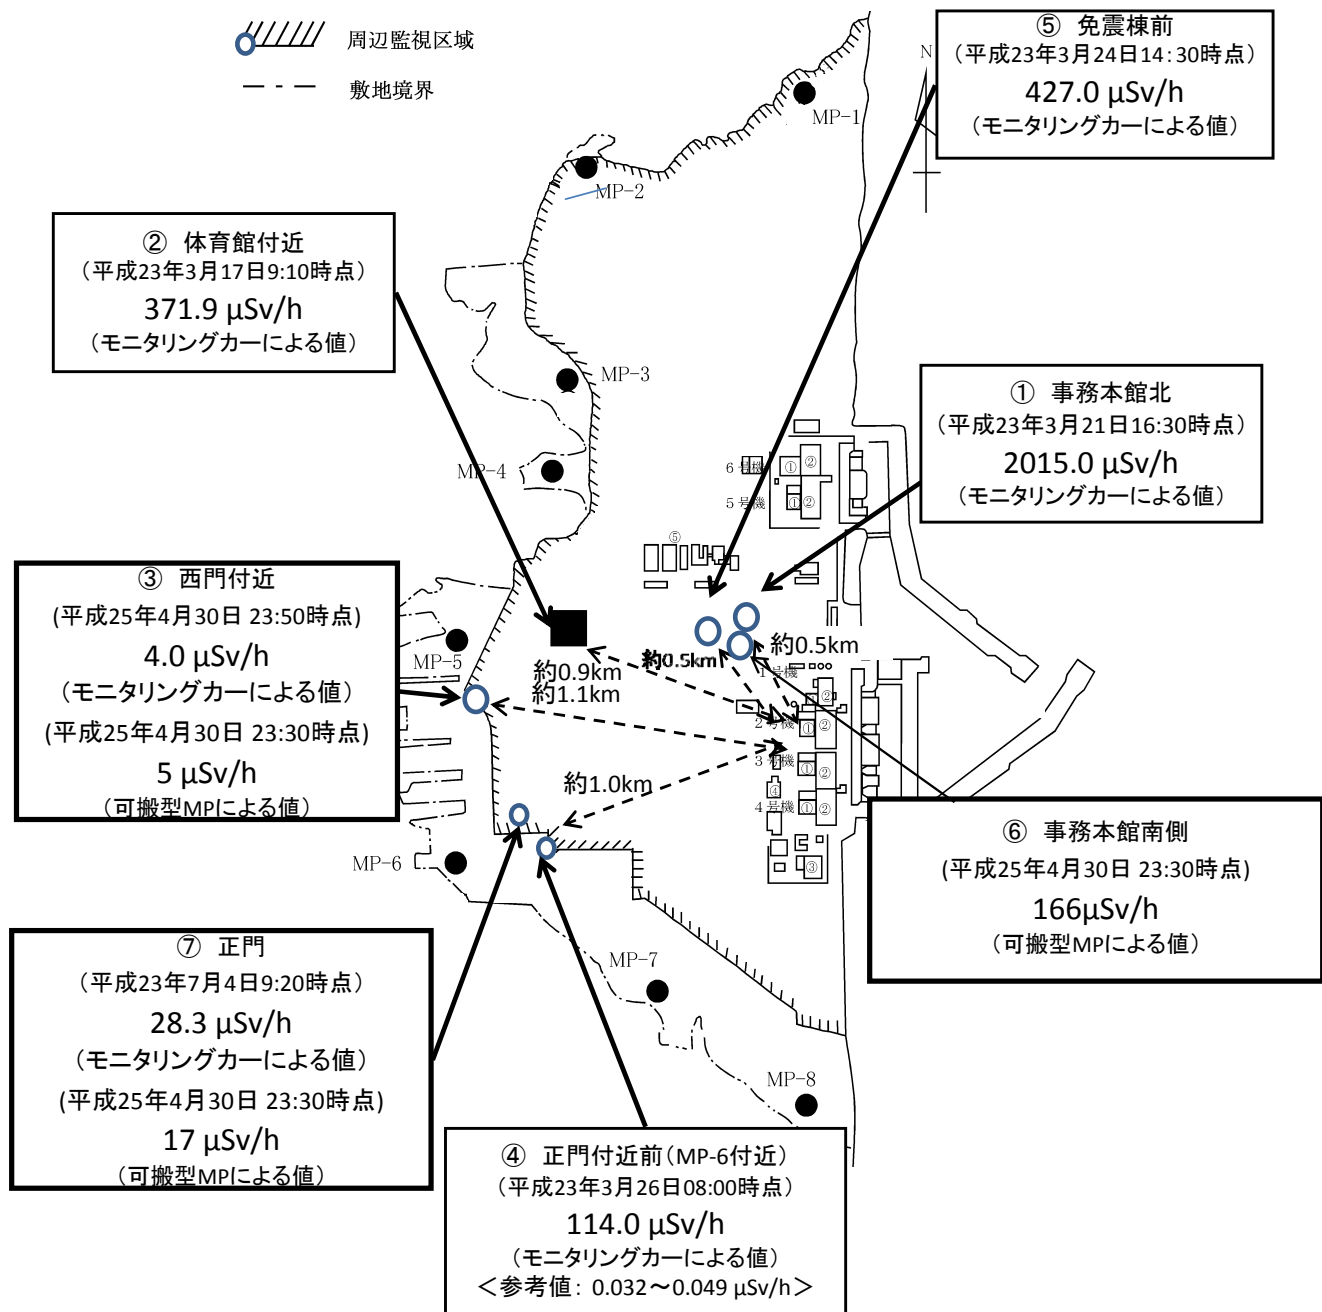 周辺監視区域
敷地境界
⑤ 免震棟前
（平成23年3月24日14：30時点）
427.0 μSv/h
（モニタリングカーによる値）
N
MP-1
MP-2
② 体育館付近
（平成23年3月17日9:10時点）
371.9 μSv/h
（モニタリングカーによる値）
MP-3
① 事務本館北
（平成23年3月21日16:30時点）
2015.0 μSv/h
（モニタリングカーによる値）
MP-4
6号機
① ②
5号機
① ②
⑤
③ 西門付近
(平成25年4月30日 23:50時点)
4.0 μSv/h
（モニタリングカーによる値）
(平成25年4月30日 23:30時点)
5 μSv/h
（可搬型MPによる値）
MP-5
約0.9km
約1.1km
約0.5km
約0.5km
1号機
②
2号機
① ②
3号機
① ②
④
4号機
① ②
③
約1.0km
MP-6
⑥ 事務本館南側
(平成25年4月30日 23:30時点)
166μSv/h
（可搬型MPによる値）
⑦ 正門
（平成23年7月4日9:20時点）
28.3 μSv/h
（モニタリングカーによる値）
(平成25年4月30日 23:30時点)
17 μSv/h
（可搬型MPによる値）
MP-7
MP-8
④ 正門付近前（MP-6付近）
（平成23年3月26日08:00時点）
114.0 μSv/h
（モニタリングカーによる値）
＜参考値： 0.032～0.049 μSv/h＞